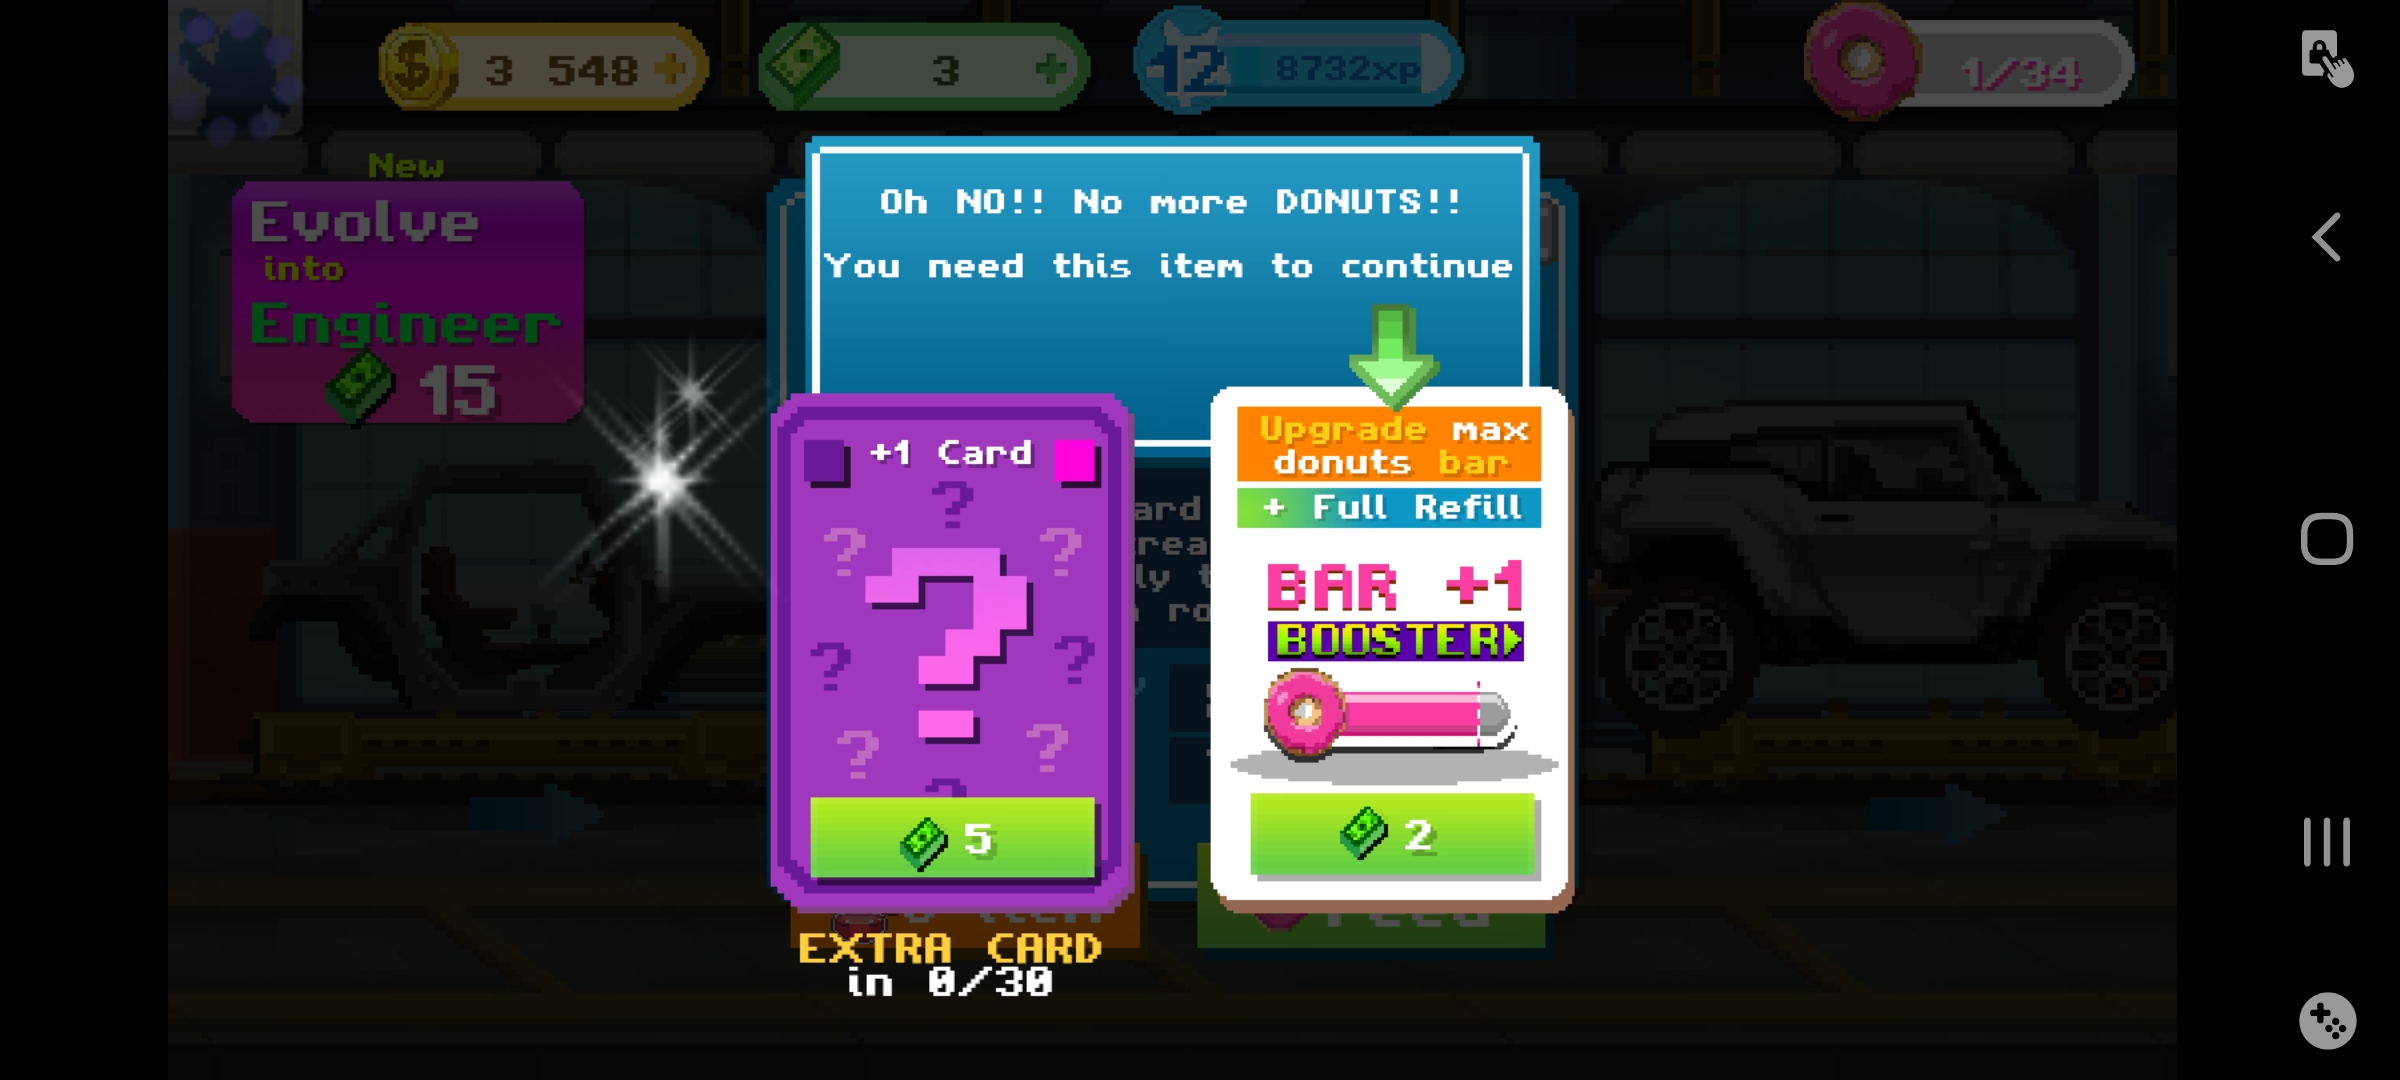 3 548 +
3 +
12 8732xp
1/34
New
Evolve
into
Engineer
15
Oh NO!! No more DONUTS!!
You need this item to continue
+1 Card
?
5
EXTRA CARD
in 0/30
Upgrade max
donuts bar
+ Full Refill
BAR +1
BOOSTER
2